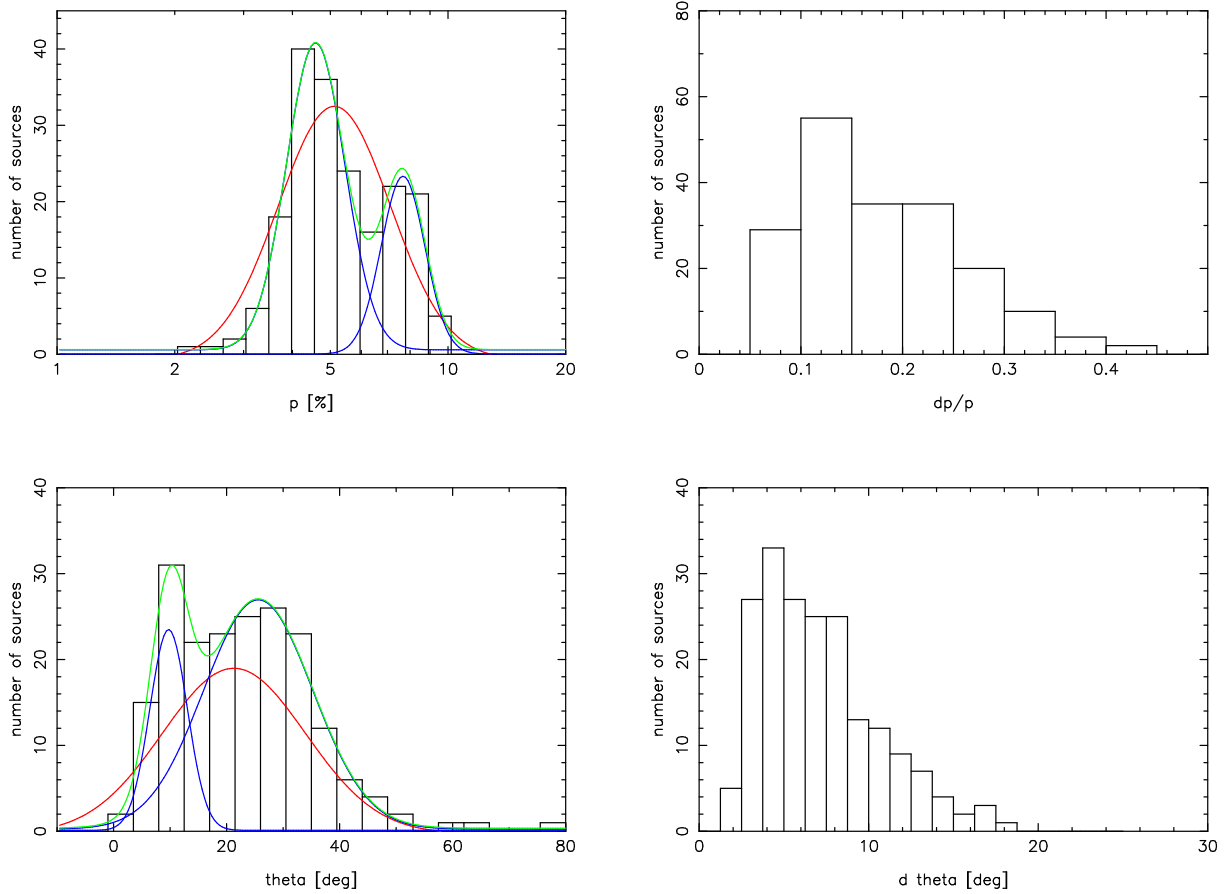 number of sources
0 10 20 30 40
1 2 5 10 20
p [%]
number of sources
0 20 40 60 80
0 0.1 0.2 0.3 0.4
dp/p
number of sources
0 10 20 30 40
0 20 40 60 80
theta [deg]
number of sources
0 10 20 30 40
0 10 20 30
d theta [deg]